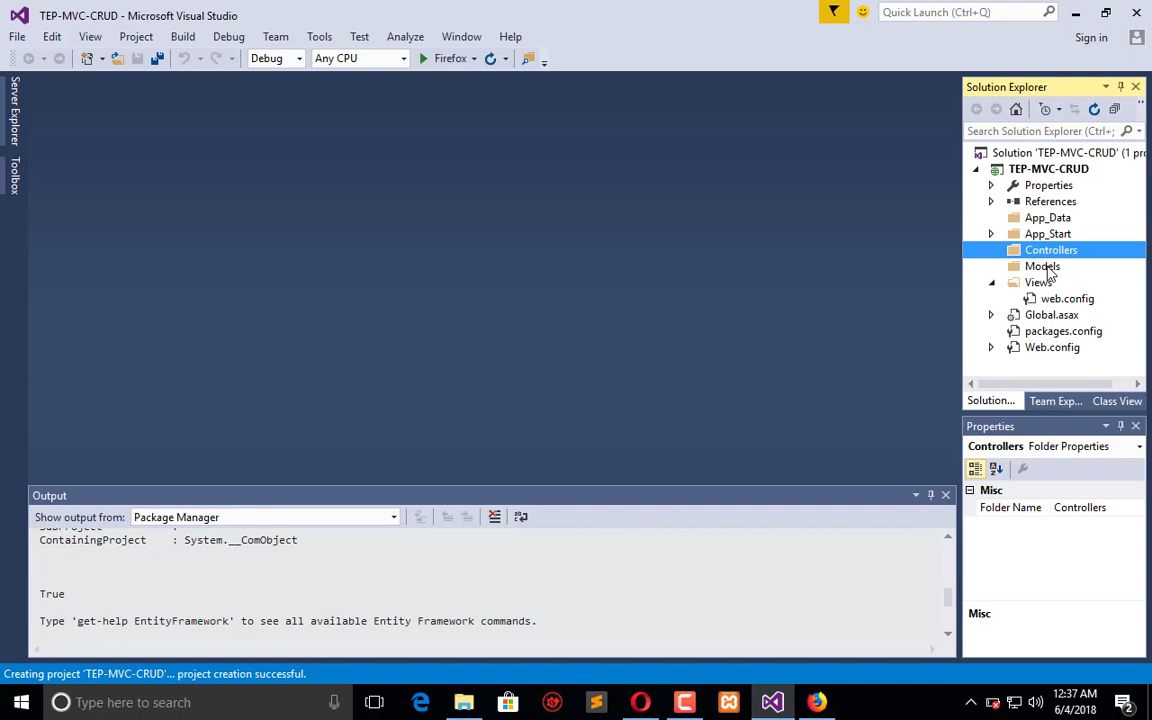 TEP-MVC-CRUD - Microsoft Visual Studio
Quick Launch (Ctrl+Q)
File Edit View Project Build Debug Team Tools Test Analyze Window Help
Sign in
Debug Any CPU Firefox
Server Explorer
Toolbox
Solution Explorer
Search Solution Explorer (Ctrl+;
Solution 'TEP-MVC-CRUD' (1 pro
TEP-MVC-CRUD
Properties
References
App_Data
App_Start
Controllers
Models
Views
web.config
Global.asax
packages.config
Web.config
Solution... Team Exp... Class View
Properties
Controllers Folder Properties
Misc
Folder Name Controllers
Misc
Output
Show output from: Package Manager
SubProject :
ContainingProject : System.__ComObject
True
Type 'get-help EntityFramework' to see all available Entity Framework commands.
Creating project 'TEP-MVC-CRUD'... project creation successful.
Type here to search
12:37 AM
6/4/2018
2